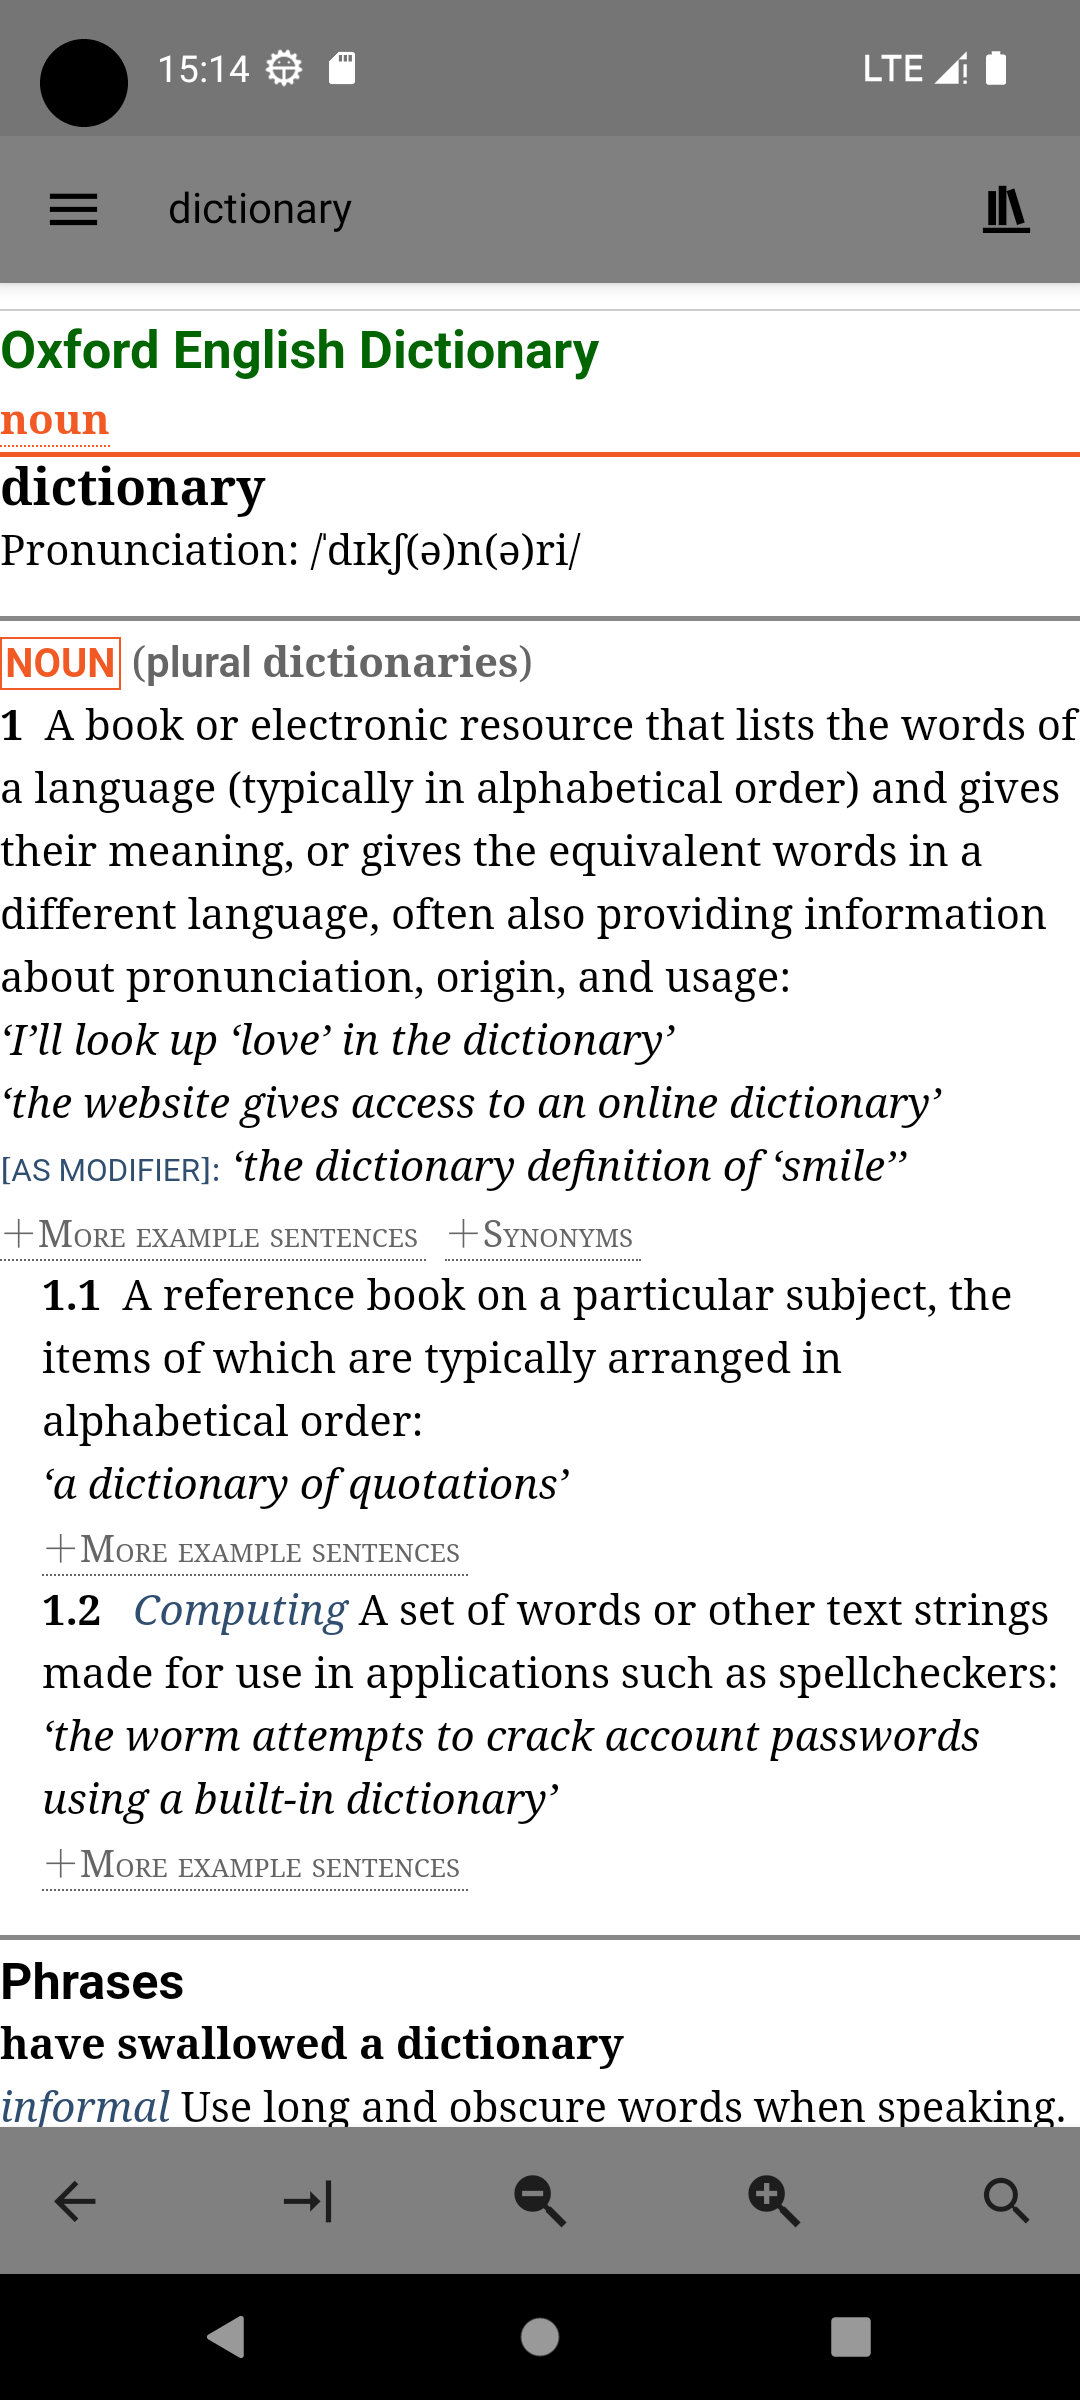 15:14
LTE
dictionary
Oxford English Dictionary
noun
dictionary
Pronunciation: /ˈdɪkʃ(ə)n(ə)ri/
NOUN (plural dictionaries)
1 A book or electronic resource that lists the words of
a language (typically in alphabetical order) and gives
their meaning, or gives the equivalent words in a
different language, often also providing information
about pronunciation, origin, and usage:
‘I’ll look up ‘love’ in the dictionary’
‘the website gives access to an online dictionary’
[AS MODIFIER]: ‘the dictionary definition of ‘smile’’
+More example sentences +Synonyms
1.1 A reference book on a particular subject, the
items of which are typically arranged in
alphabetical order:
‘a dictionary of quotations’
+More example sentences
1.2 Computing A set of words or other text strings
made for use in applications such as spellcheckers:
‘the worm attempts to crack account passwords
using a built-in dictionary’
+More example sentences
Phrases
have swallowed a dictionary
informal Use long and obscure words when speaking.